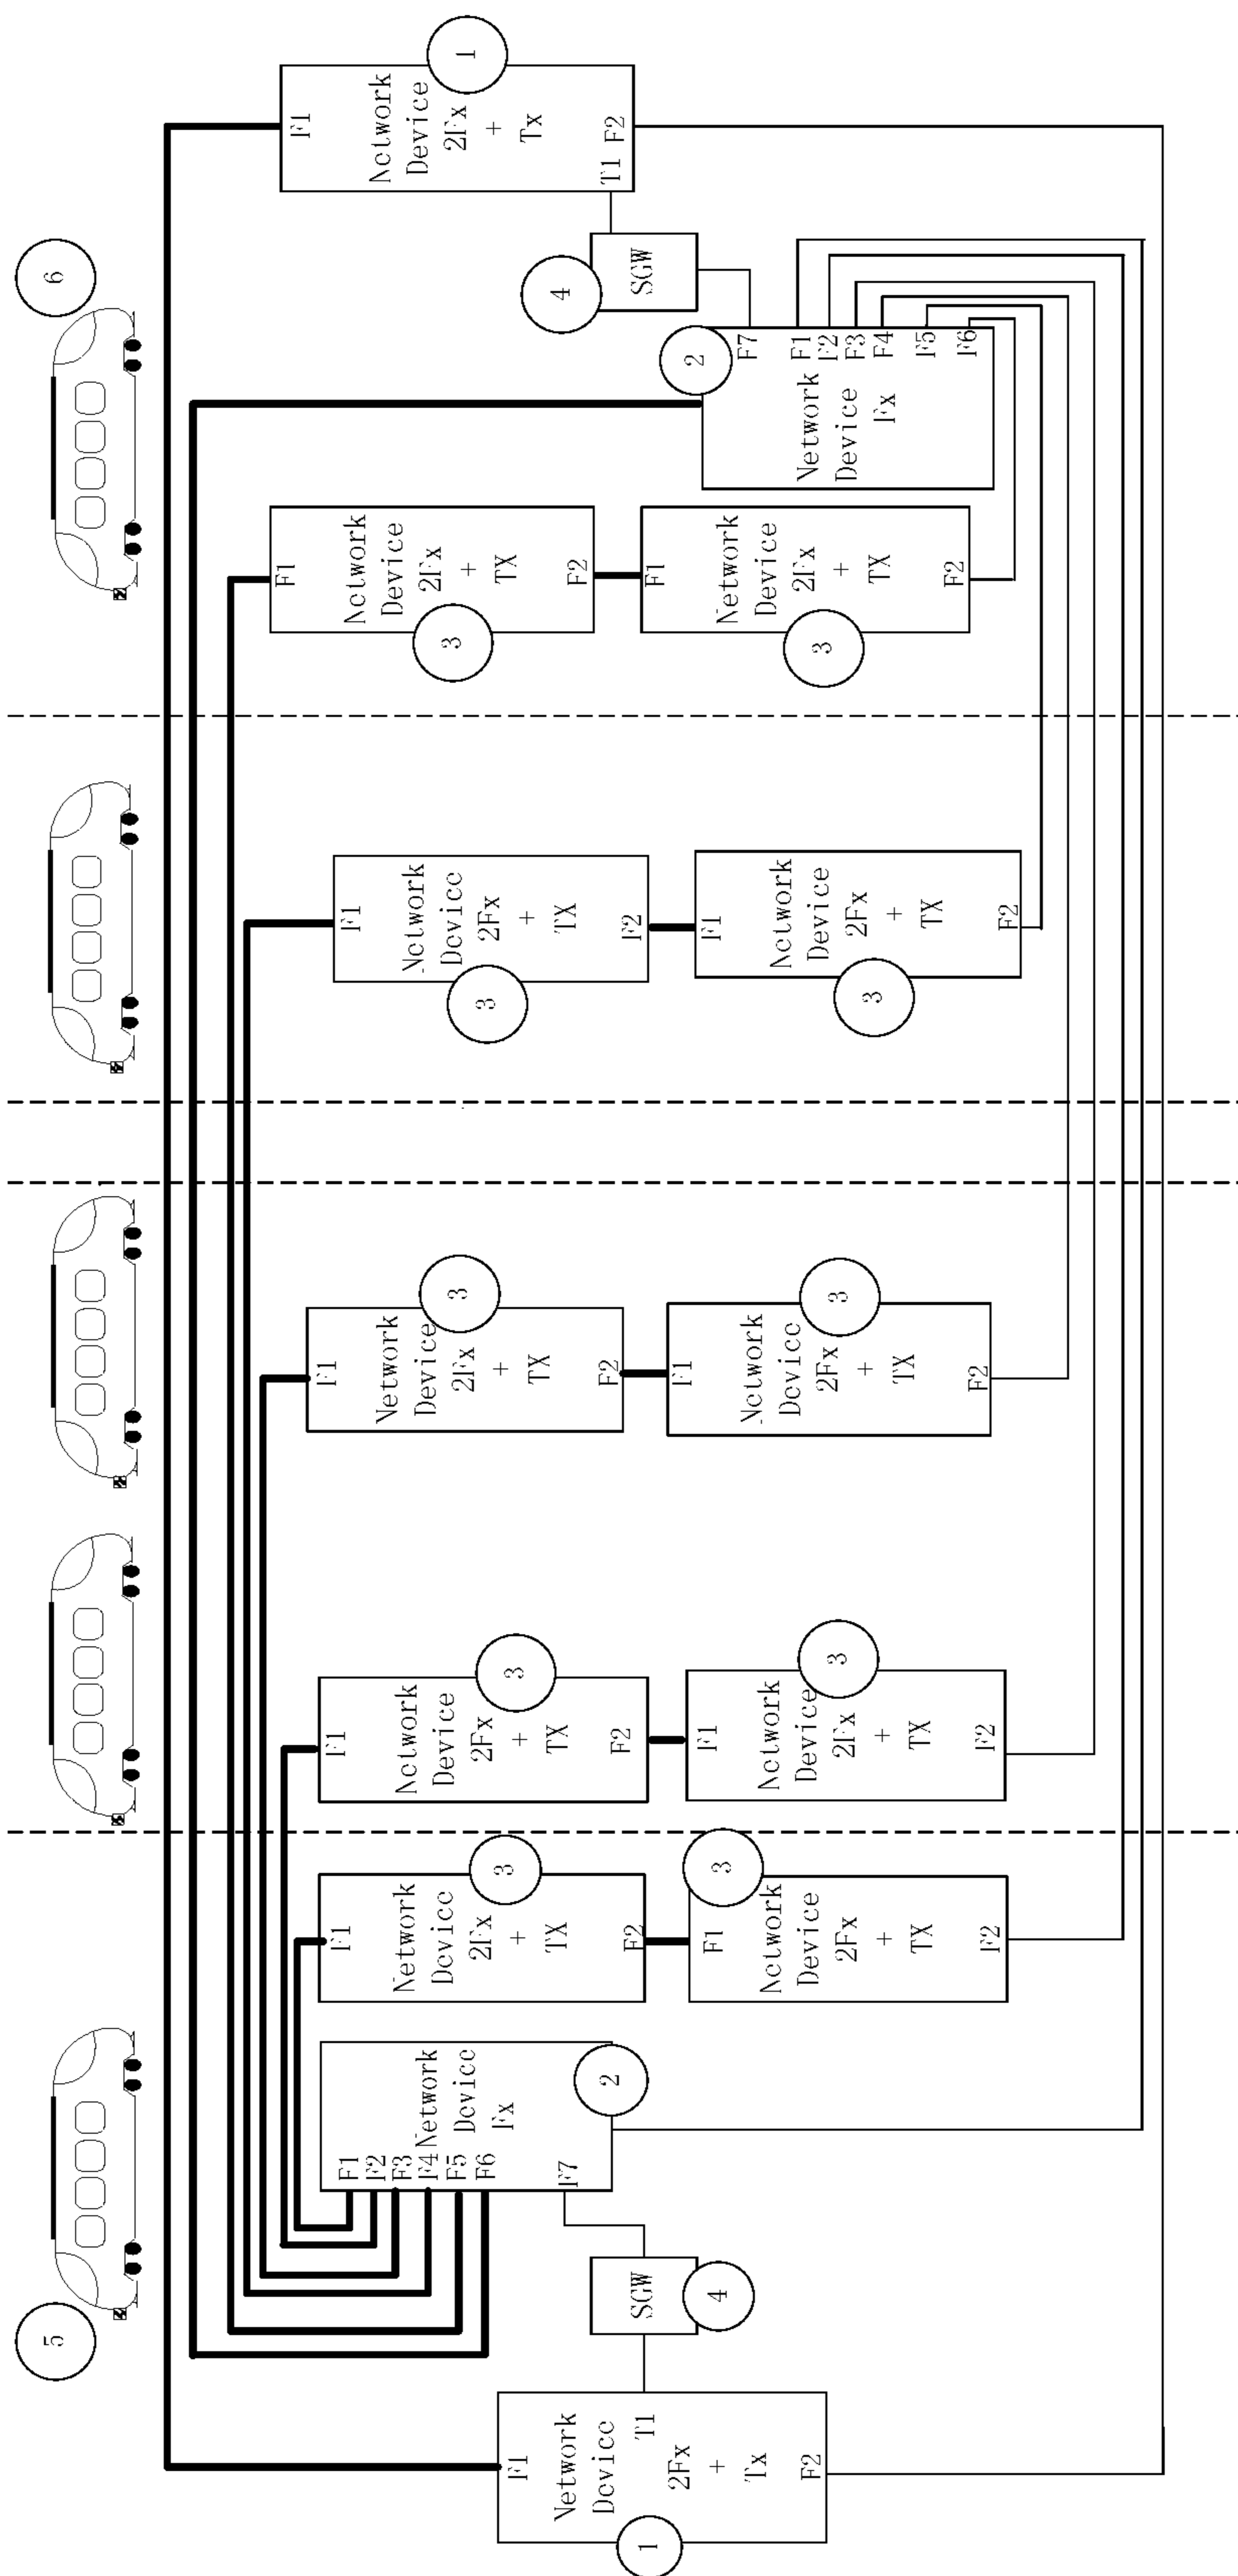 5
6
F1
Network
Device
T1
2Fx
+
Tx
F2
1
SGW
4
F1
F2
F3
F4
F5
F6
F7
Network
Device
Fx
2
F1
Network
Device
2Fx
+
TX
F2
3
F1
Network
Device
2Fx
+
TX
F2
3
F1
Network
Device
2Fx
+
TX
F2
3
F1
Network
Device
2Fx
+
TX
F2
3
F1
Network
Device
2Fx
+
TX
F2
3
F1
Network
Device
2Fx
+
TX
F2
3
F1
Network
Device
2Fx
+
TX
F2
3
F1
Network
Device
2Fx
+
TX
F2
3
F1
Network
Device
2Fx
+
TX
F2
3
F1
Network
Device
2Fx
+
TX
F2
3
2
F7
F1
F2
F3
F4
F5
F6
Network
Device
Fx
4
SGW
1
F1
Network
Device
2Fx
+
Tx
T1
F2